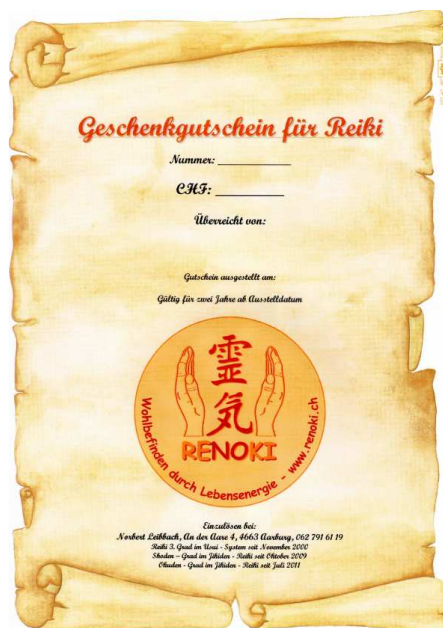 Geschenkgutschein für Reiki
Nummer: ____________
CHF: ___________
Überreicht von:
Gutschein ausgestellt am:
Gültig für zwei Jahre ab Ausstelldatum
霊
気
RENOKI
Wohlbefinden durch Lebensenergie - www.renoki.ch
Einzulösen bei:
Norbert Leibbach, An der Aare 4, 4663 Aarburg, 062 791 61 19
Reiki 3. Grad im Usui - System seit November 2000
Shoden - Grad im Jikiden - Reiki seit Oktober 2009
Okuden - Grad im Jikiden - Reiki seit Juli 2011